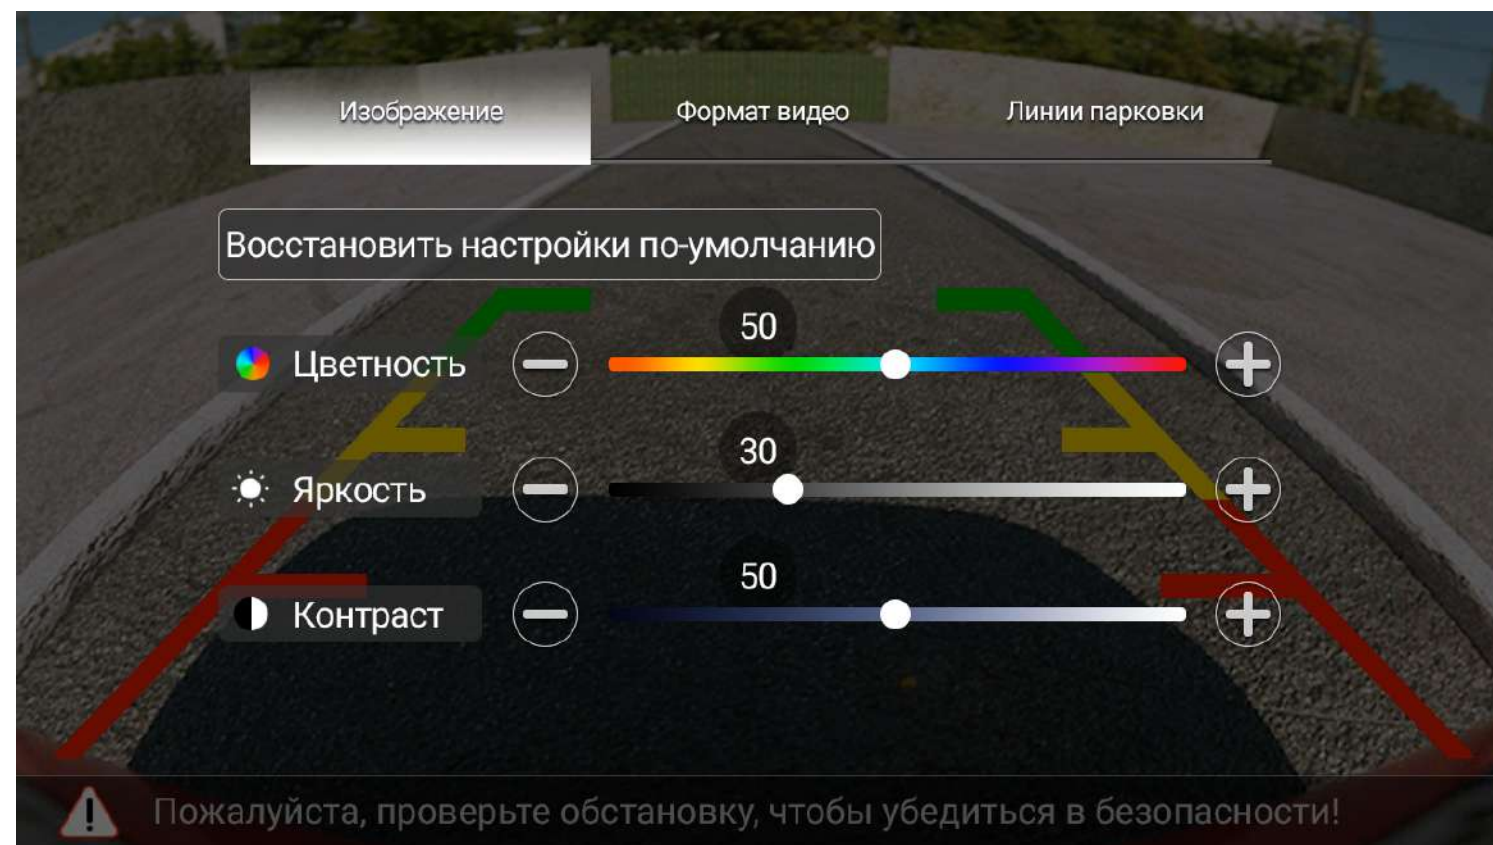 Изображение
Формат видео
Линии парковки
Восстановить настройки по-умолчанию
50
Цветность
30
Яркость
50
Контраст
Пожалуйста, проверьте обстановку, чтобы убедиться в безопасности!